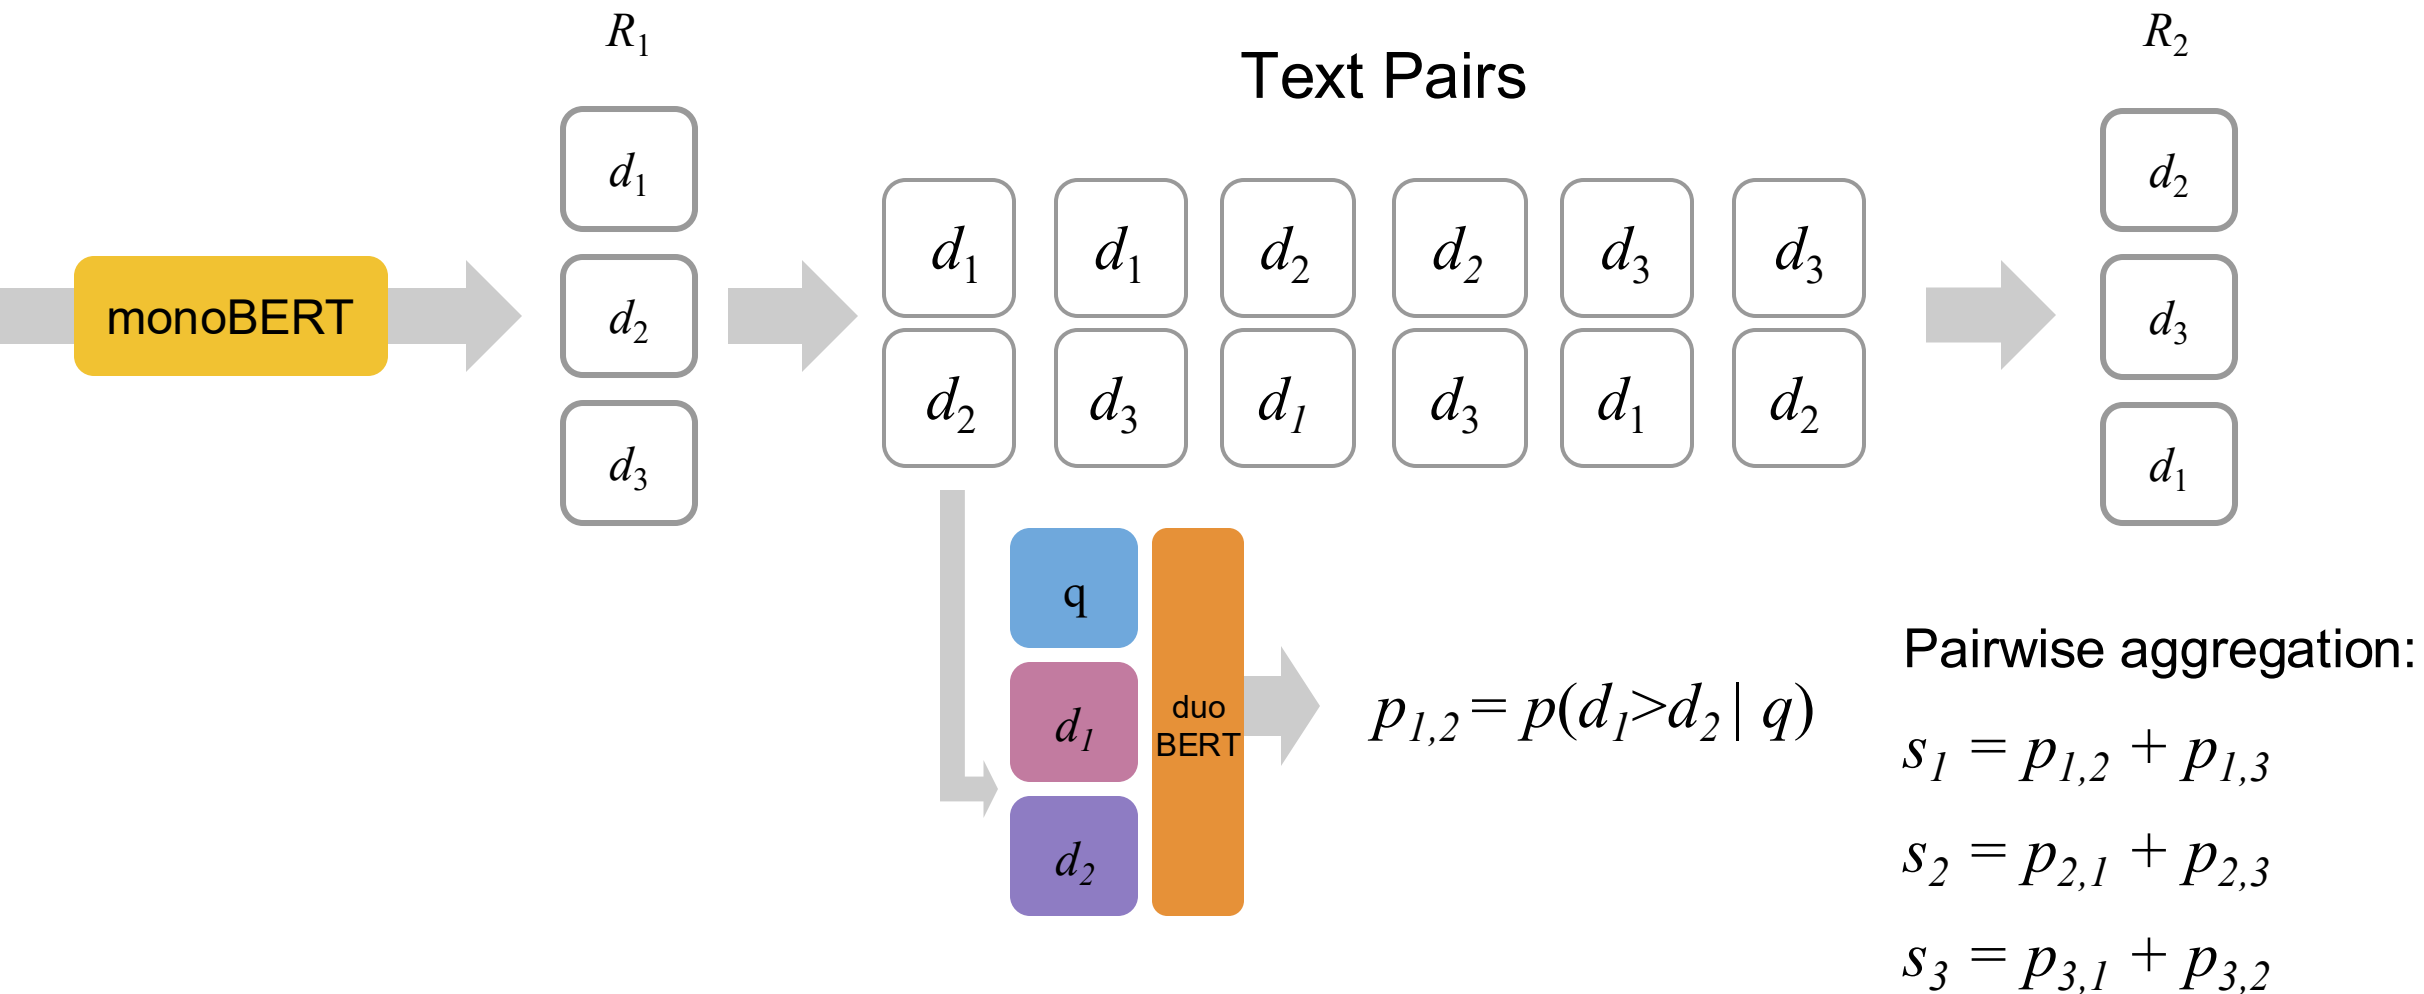 R₁
Text Pairs
R₂
monoBERT
d₁
d₂
d₃
d₁ d₁ d₂ d₂ d₃ d₃
d₂ d₃ d₁ d₃ d₁ d₂
d₂
d₃
d₁
q
d₁
d₂
duo
BERT
p₁,₂ = p(d₁>d₂ | q)
Pairwise aggregation:
s₁ = p₁,₂ + p₁,₃
s₂ = p₂,₁ + p₂,₃
s₃ = p₃,₁ + p₃,₂